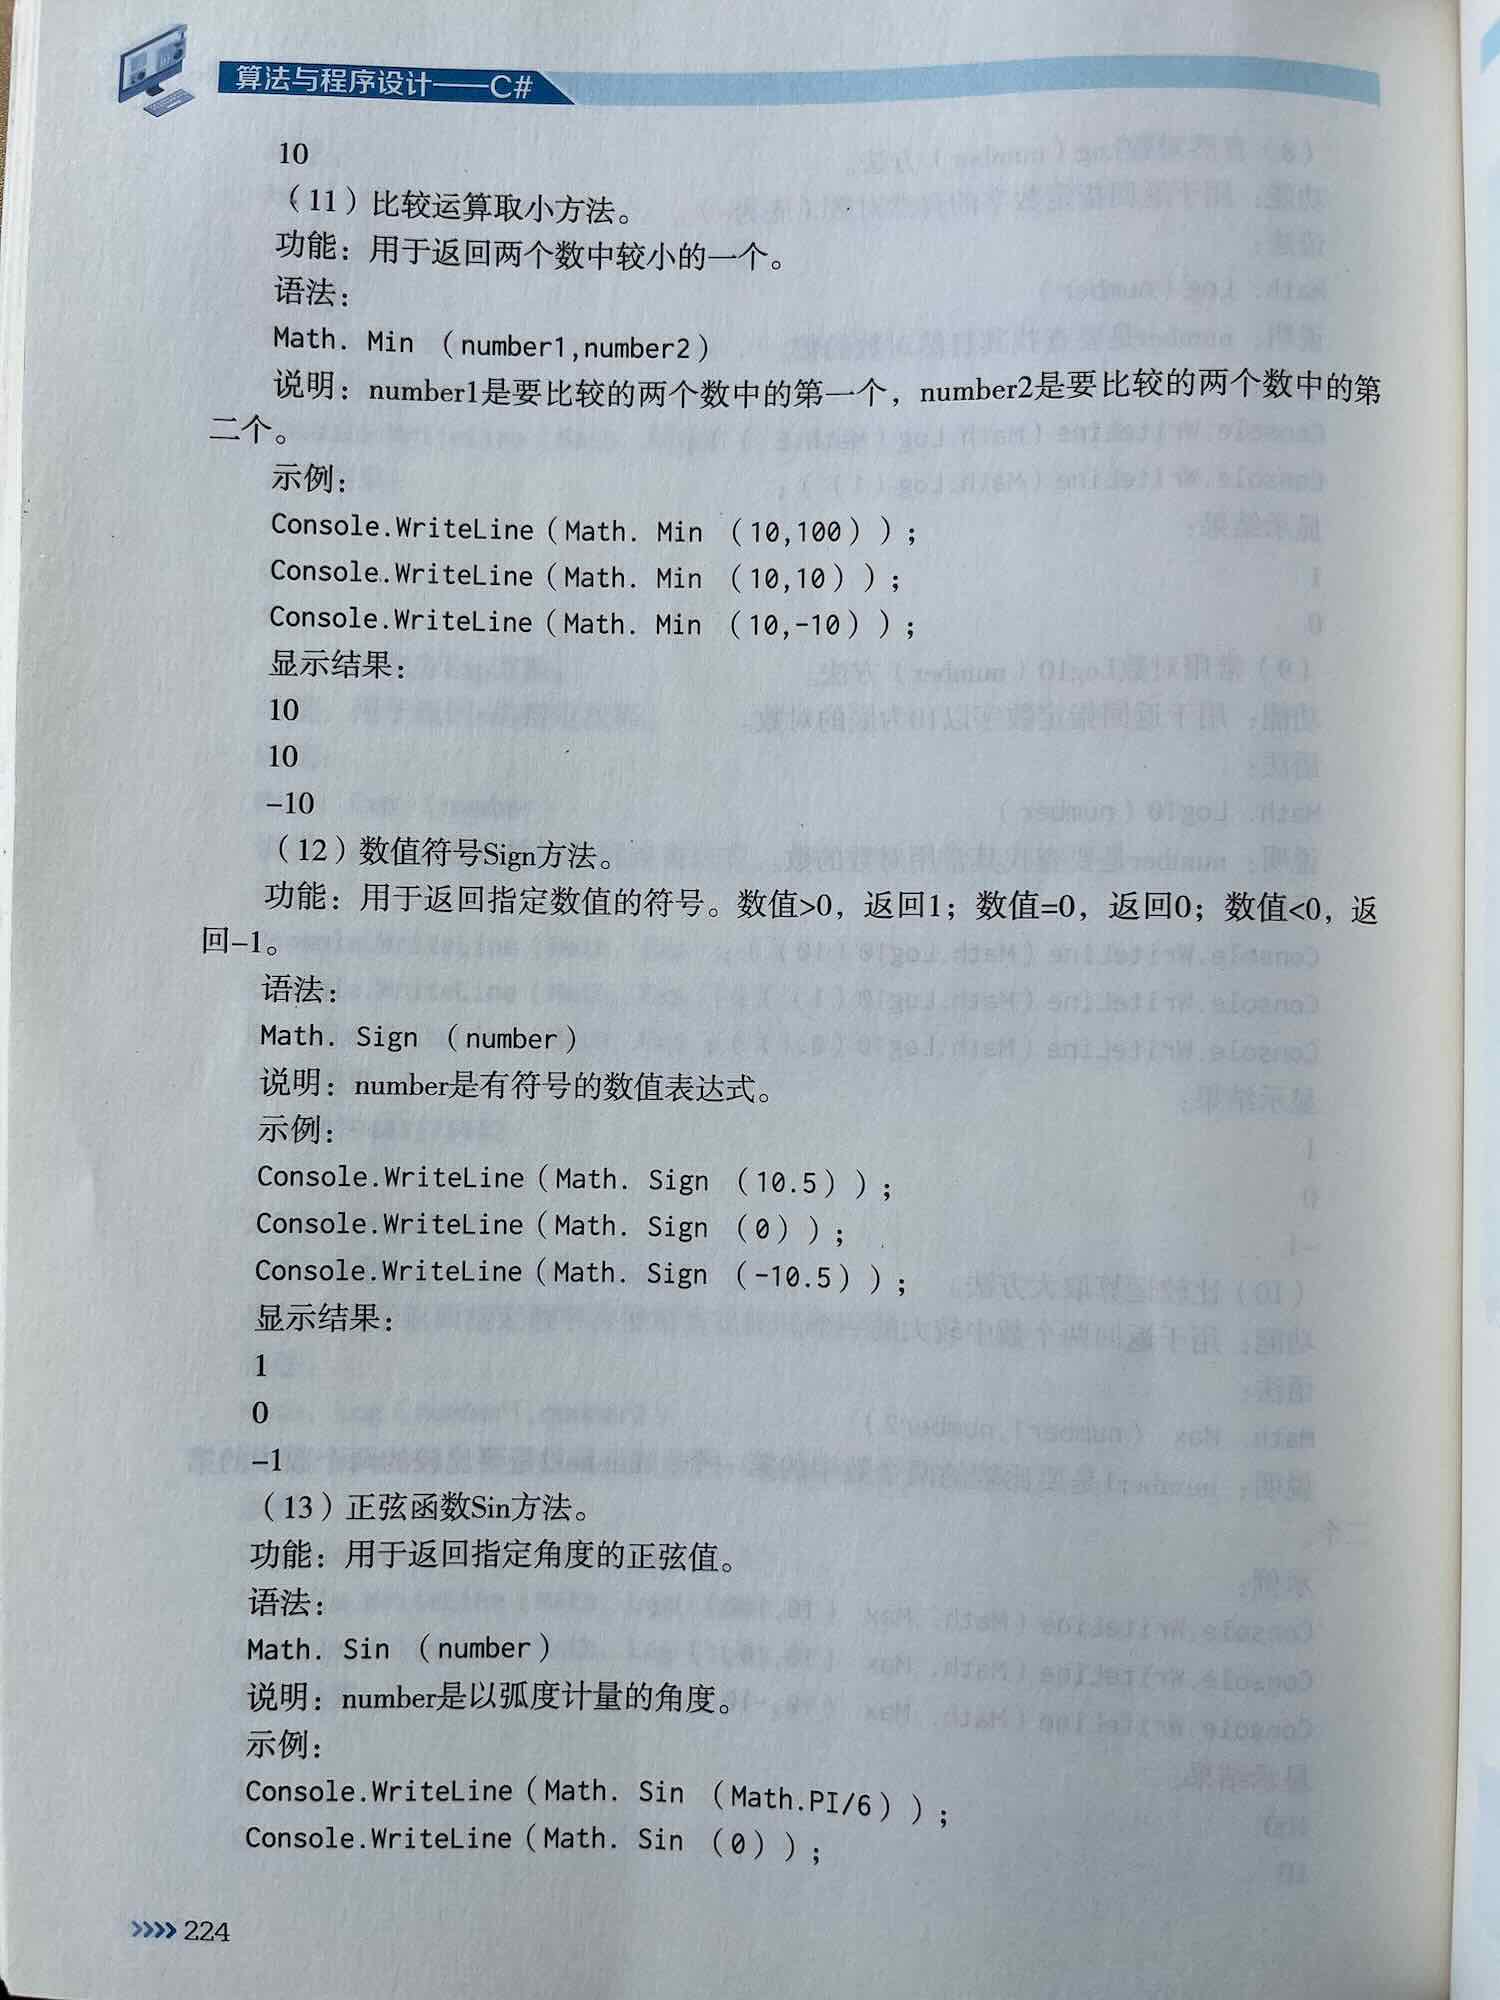 算法与程序设计——C#
10
（11）比较运算取小方法。
功能：用于返回两个数中较小的一个。
语法：
Math. Min （number1,number2）
说明：number1是要比较的两个数中的第一个，number2是要比较的两个数中的第
二个。
示例：
Console.WriteLine（Math. Min （10,100））；
Console.WriteLine（Math. Min （10,10））；
Console.WriteLine（Math. Min （10,-10））；
显示结果：
10
10
-10
（12）数值符号Sign方法。
功能：用于返回指定数值的符号。数值>0，返回1；数值=0，返回0；数值<0，返
回-1。
语法：
Math. Sign （number）
说明：number是有符号的数值表达式。
示例：
Console.WriteLine（Math. Sign （10.5））；
Console.WriteLine（Math. Sign （0））；
Console.WriteLine（Math. Sign （-10.5））；
显示结果：
1
0
-1
（13）正弦函数Sin方法。
功能：用于返回指定角度的正弦值。
语法：
Math. Sin （number）
说明：number是以弧度计量的角度。
示例：
Console.WriteLine（Math. Sin （Math.PI/6））；
Console.WriteLine（Math. Sin （0））；
224